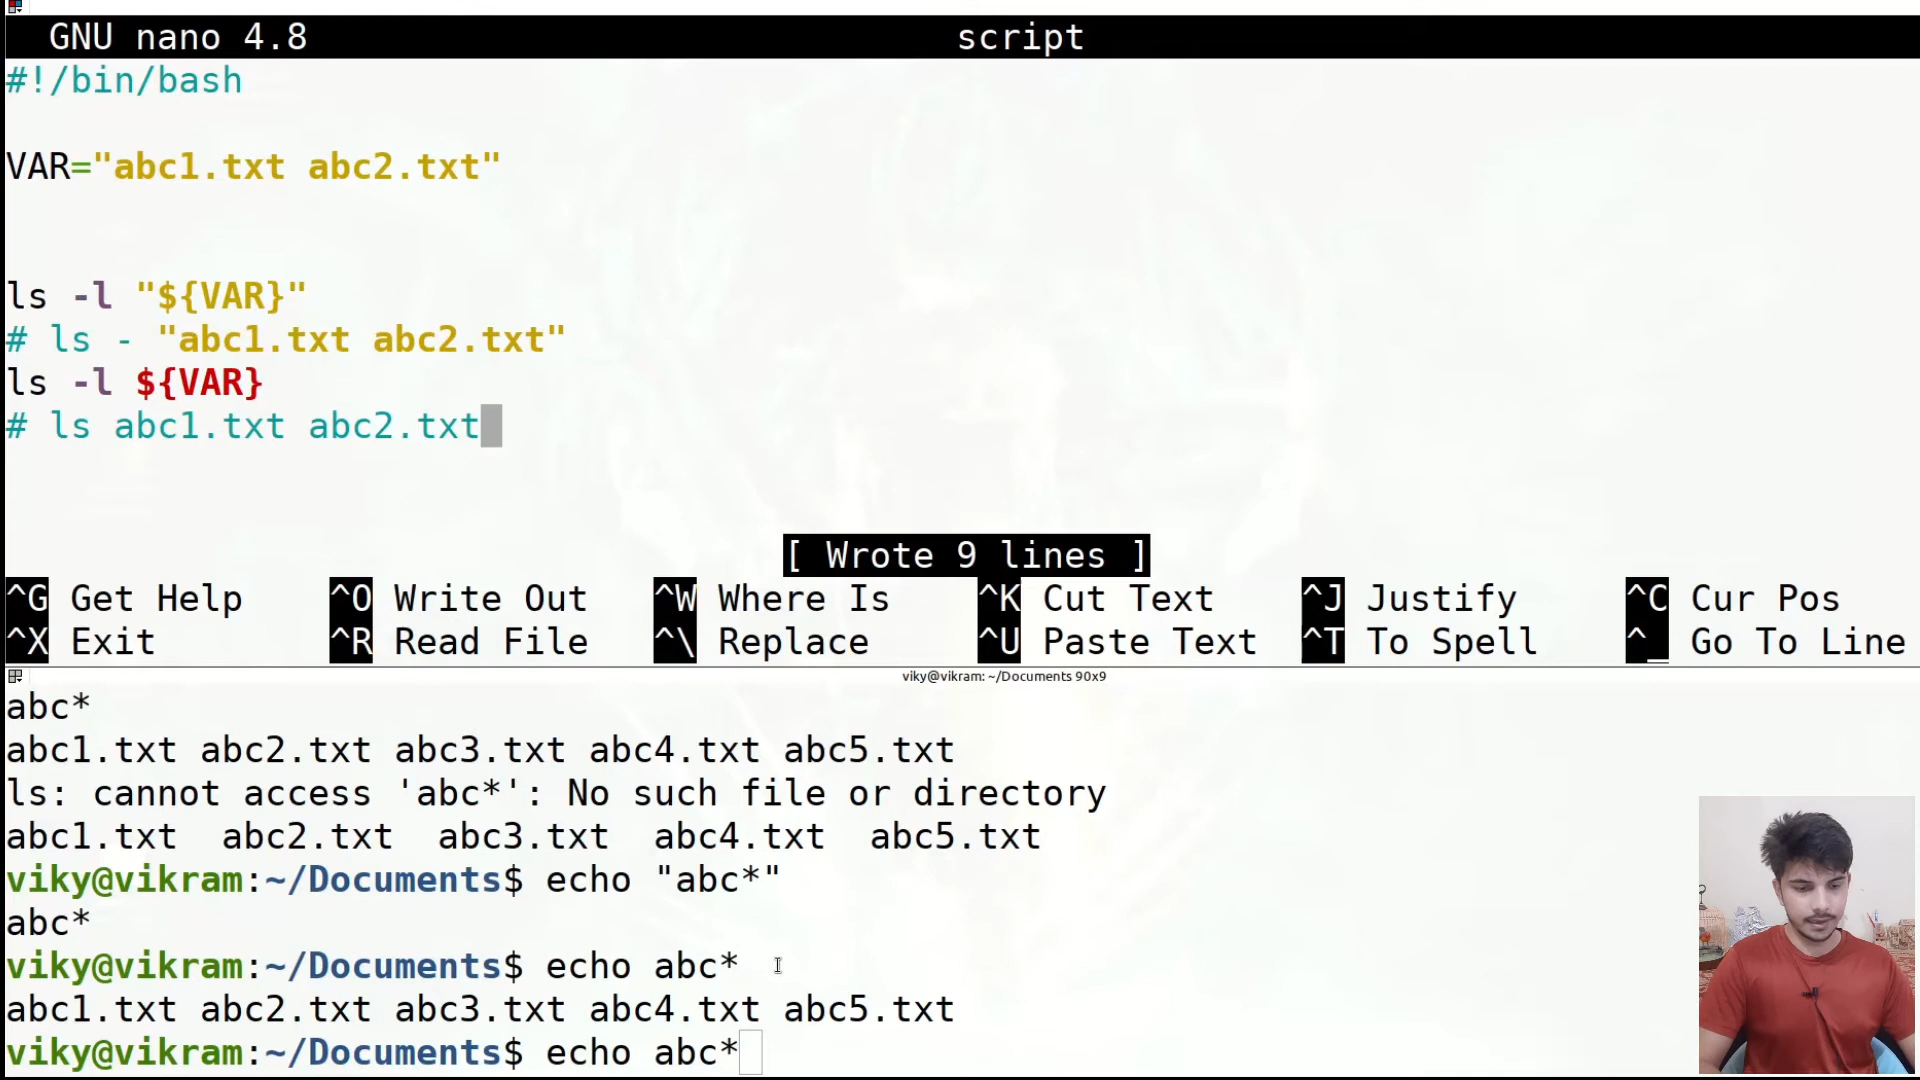 GNU nano 4.8 script
#!/bin/bash
VAR="abc1.txt abc2.txt"
ls -l "${VAR}"
# ls - "abc1.txt abc2.txt"
ls -l ${VAR}
# ls abc1.txt abc2.txt
[ Wrote 9 lines ]
^G Get Help ^O Write Out ^W Where Is ^K Cut Text ^J Justify ^C Cur Pos
^X Exit ^R Read File ^\ Replace ^U Paste Text ^T To Spell ^_ Go To Line
viky@vikram: ~/Documents 90x9
abc*
abc1.txt abc2.txt abc3.txt abc4.txt abc5.txt
ls: cannot access 'abc*': No such file or directory
abc1.txt  abc2.txt  abc3.txt  abc4.txt  abc5.txt
viky@vikram:~/Documents$ echo "abc*"
abc*
viky@vikram:~/Documents$ echo abc*
abc1.txt abc2.txt abc3.txt abc4.txt abc5.txt
viky@vikram:~/Documents$ echo abc*